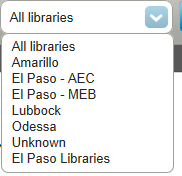 All libraries
All libraries
Amarillo
El Paso - AEC
El Paso - MEB
Lubbock
Odessa
Unknown
El Paso Libraries